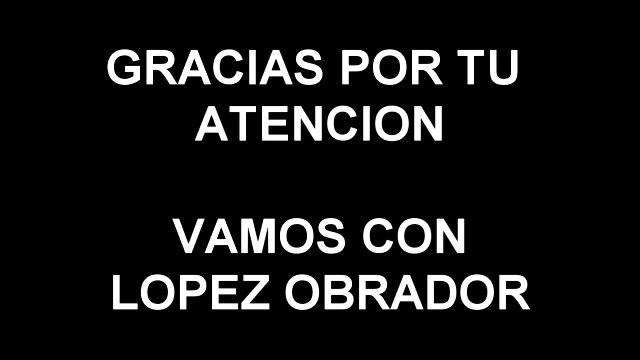 GRACIAS POR TU
ATENCION
VAMOS CON
LOPEZ OBRADOR